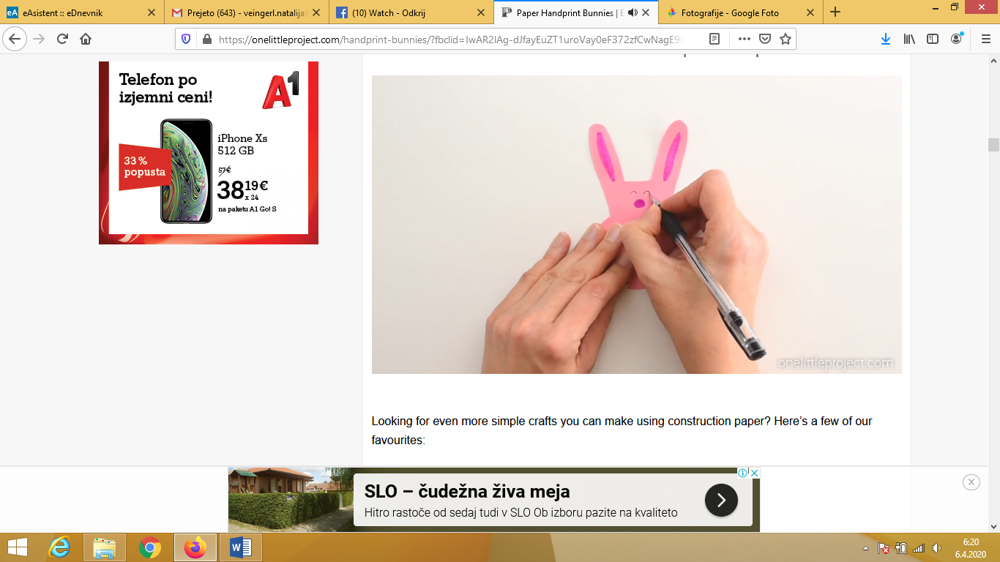 eAsistent :: eDnevnik
Prejeto (643) - veingerl.natalija
(10) Watch - Odkrij
Paper Handprint Bunnies | E
Fotografije - Google Foto
https://onelittleproject.com/handprint-bunnies/?fbclid=IwAR2lAg-dJfayEuZT1uroVay0eF372zfCwNagE9
Telefon po
izjemni ceni!
A1
iPhone Xs
512 GB
33 %
popusta
57€
38 19€
x 24
na paketu A1 Go! S
onelittleproject.com
Looking for even more simple crafts you can make using construction paper? Here’s a few of our
favourites:
SLO – čudežna živa meja
Hitro rastoče od sedaj tudi v SLO Ob izboru pazite na kvaliteto
6:20
6.4.2020